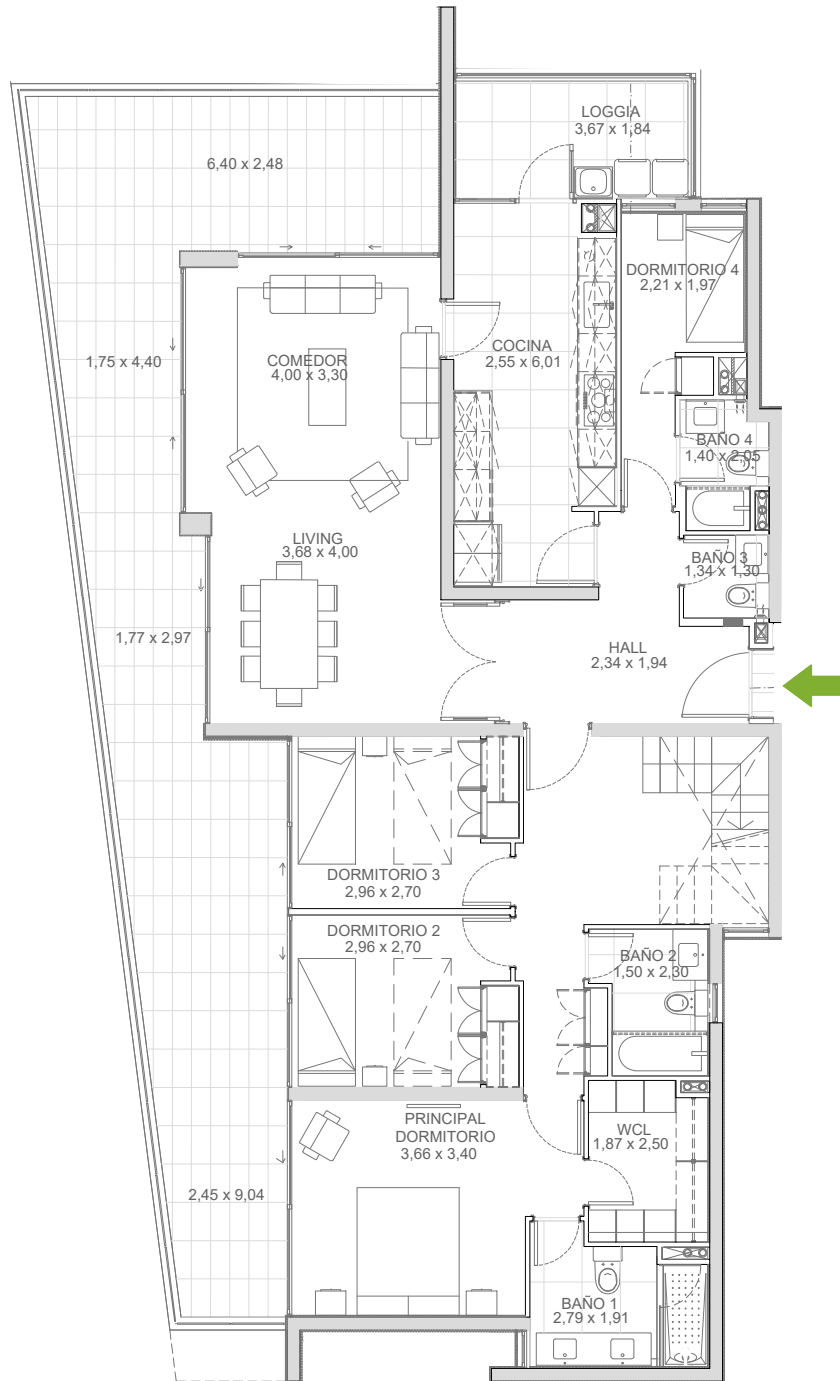 LOGGIA
3,67 x 1,84
6,40 x 2,48
DORMITORIO 4
2,21 x 1,97
COCINA
2,55 x 6,01
COMEDOR
4,00 x 3,30
1,75 x 4,40
BAÑO 4
1,40 x 2,05
LIVING
3,68 x 4,00
BAÑO 3
1,34 x 1,30
1,77 x 2,97
HALL
2,34 x 1,94
DORMITORIO 3
2,96 x 2,70
DORMITORIO 2
2,96 x 2,70
BAÑO 2
1,50 x 2,30
PRINCIPAL
DORMITORIO
3,66 x 3,40
WCL
1,87 x 2,50
2,45 x 9,04
BAÑO 1
2,79 x 1,91